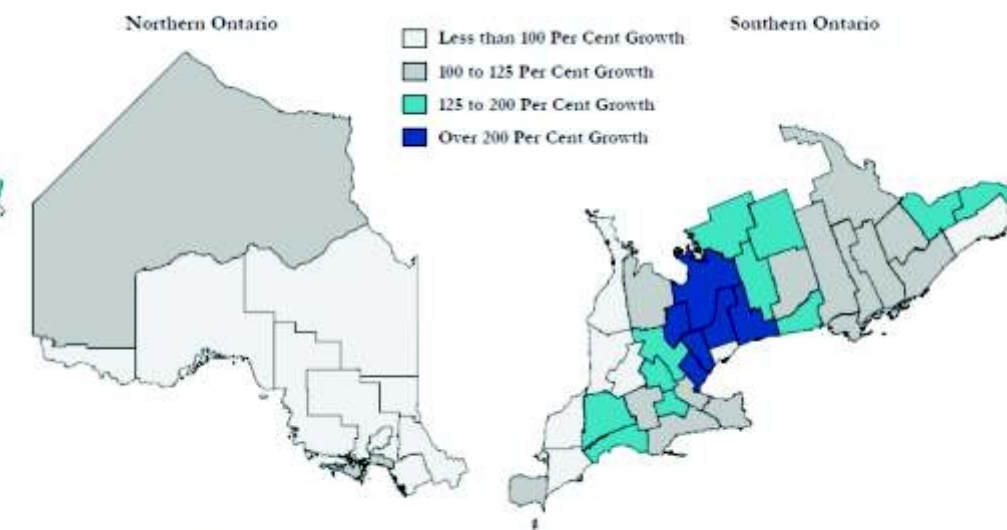 Northern Ontario
Less than 100 Per Cent Growth
100 to 125 Per Cent Growth
125 to 200 Per Cent Growth
Over 200 Per Cent Growth
Southern Ontario